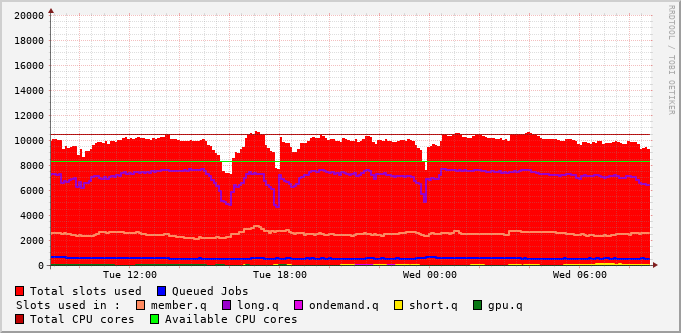 20000
18000
16000
14000
12000
10000
8000
6000
4000
2000
0
Tue 12:00 Tue 18:00 Wed 00:00 Wed 06:00
RRDTOOL / TOBI OETIKER
Total slots used Queued Jobs
Slots used in : member.q long.q ondemand.q short.q gpu.q
Total CPU cores Available CPU cores